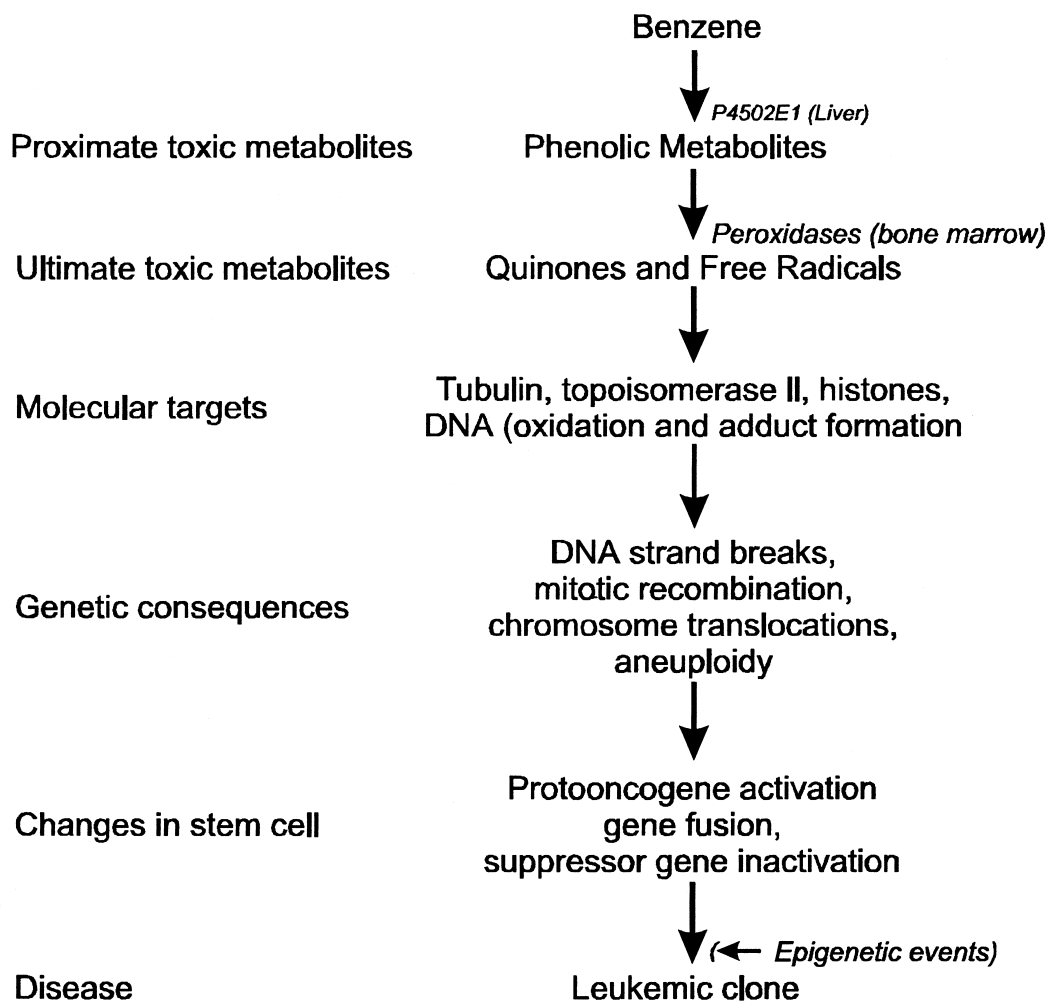 Benzene
P4502E1 (Liver)
Proximate toxic metabolites Phenolic Metabolites
Peroxidases (bone marrow)
Ultimate toxic metabolites Quinones and Free Radicals
Tubulin, topoisomerase II, histones,
Molecular targets
DNA (oxidation and adduct formation
DNA strand breaks,
mitotic recombination,
Genetic consequences
chromosome translocations,
aneuploidy
Protooncogene activation
Changes in stem cell gene fusion,
suppressor gene inactivation
(← Epigenetic events)
Disease Leukemic clone